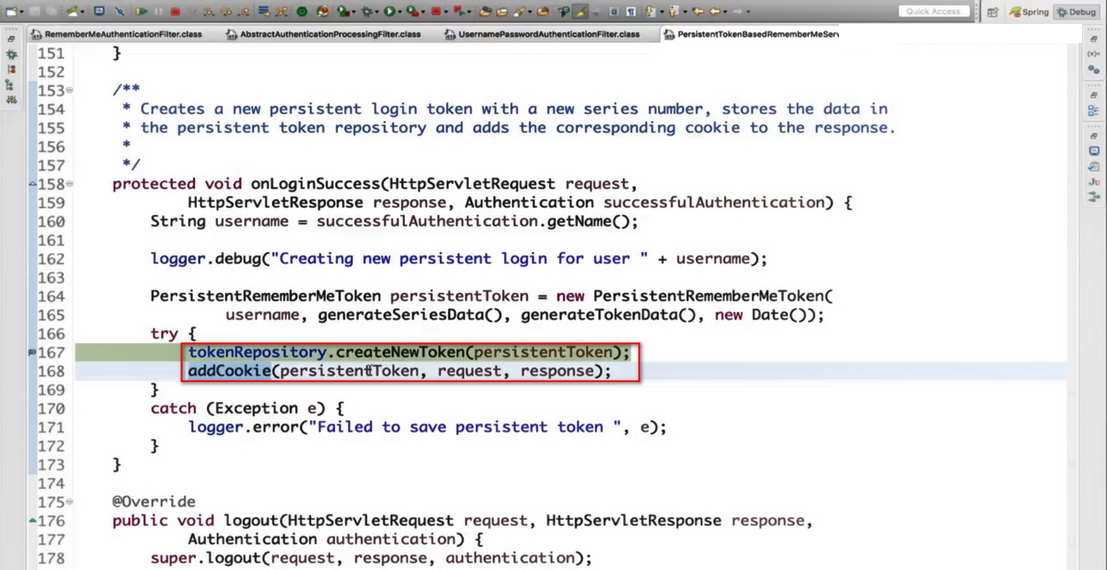 Quick Access
Spring
Debug
RememberMeAuthenticationFilter.class
AbstractAuthenticationProcessingFilter.class
UsernamePasswordAuthenticationFilter.class
PersistentTokenBasedRememberMeServ
151 }
152
153 /**
154 * Creates a new persistent login token with a new series number, stores the data in
155 * the persistent token repository and adds the corresponding cookie to the response.
156 *
157 */
158 protected void onLoginSuccess(HttpServletRequest request,
159 HttpServletResponse response, Authentication successfulAuthentication) {
160 String username = successfulAuthentication.getName();
161
162 logger.debug("Creating new persistent login for user " + username);
163
164 PersistentRememberMeToken persistentToken = new PersistentRememberMeToken(
165 username, generateSeriesData(), generateTokenData(), new Date());
166 try {
167 tokenRepository.createNewToken(persistentToken);
168 addCookie(persistentToken, request, response);
169 }
170 catch (Exception e) {
171 logger.error("Failed to save persistent token ", e);
172 }
173 }
174
175 @Override
176 public void logout(HttpServletRequest request, HttpServletResponse response,
177 Authentication authentication) {
178 super.logout(request, response, authentication);